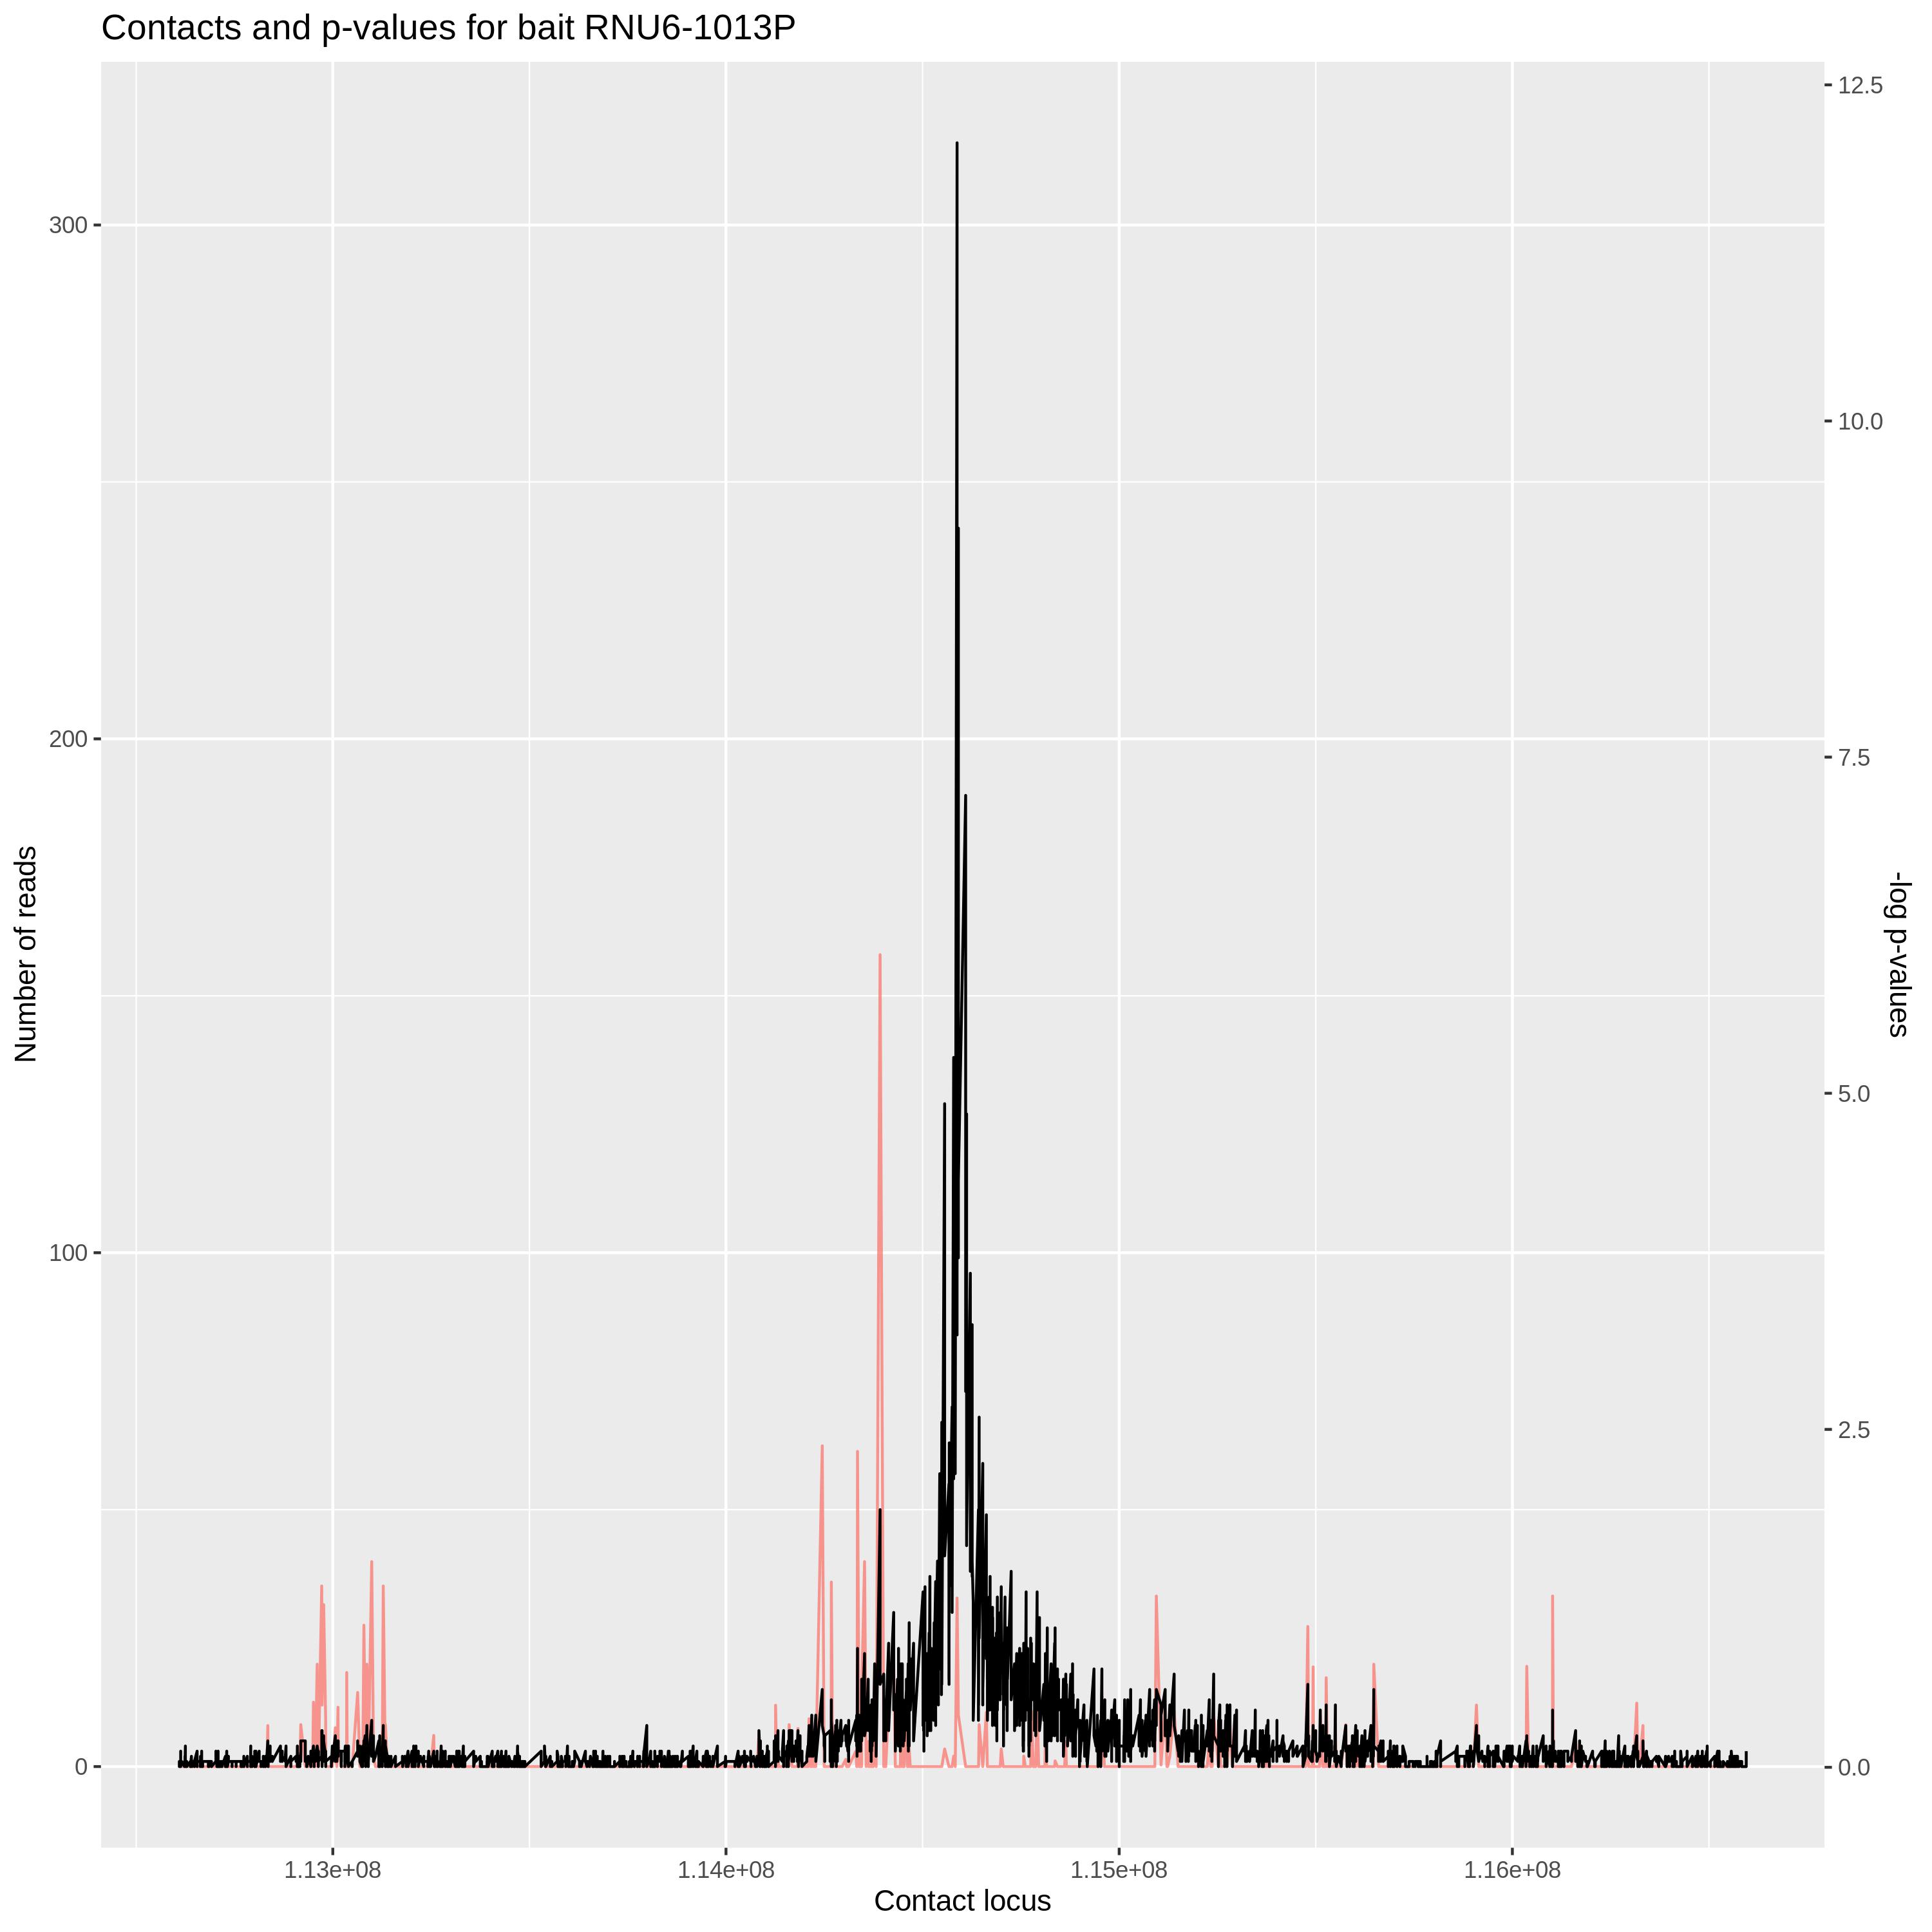 Contacts and p-values for bait RNU6-1013P
Number of reads
300
200
100
0
12.5
10.0
7.5
5.0
2.5
0.0
-log p-values
1.13e+08
1.14e+08
1.15e+08
1.16e+08
Contact locus